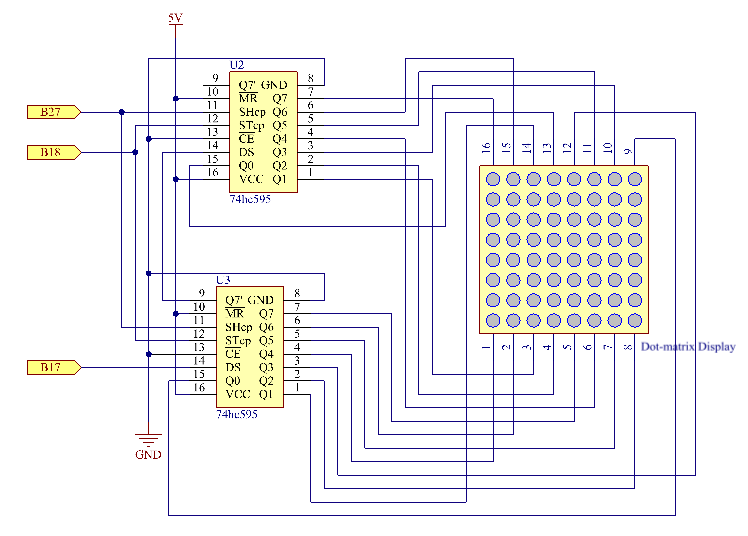 5V
U2
9 Q7' GND 8
10 MR Q7 7
11 SHcp Q6 6
12 STcp Q5 5
13 CE Q4 4
14 DS Q3 3
15 Q0 Q2 2
16 VCC Q1 1
74hc595
B27
B18
16 15 14 13 12 11 10 9
U3
9 Q7' GND 8
10 MR Q7 7
11 SHcp Q6 6
12 STcp Q5 5
13 CE Q4 4
14 DS Q3 3
15 Q0 Q2 2
16 VCC Q1 1
74hc595
B17
1 2 3 4 5 6 7 8
Dot-matrix Display
GND